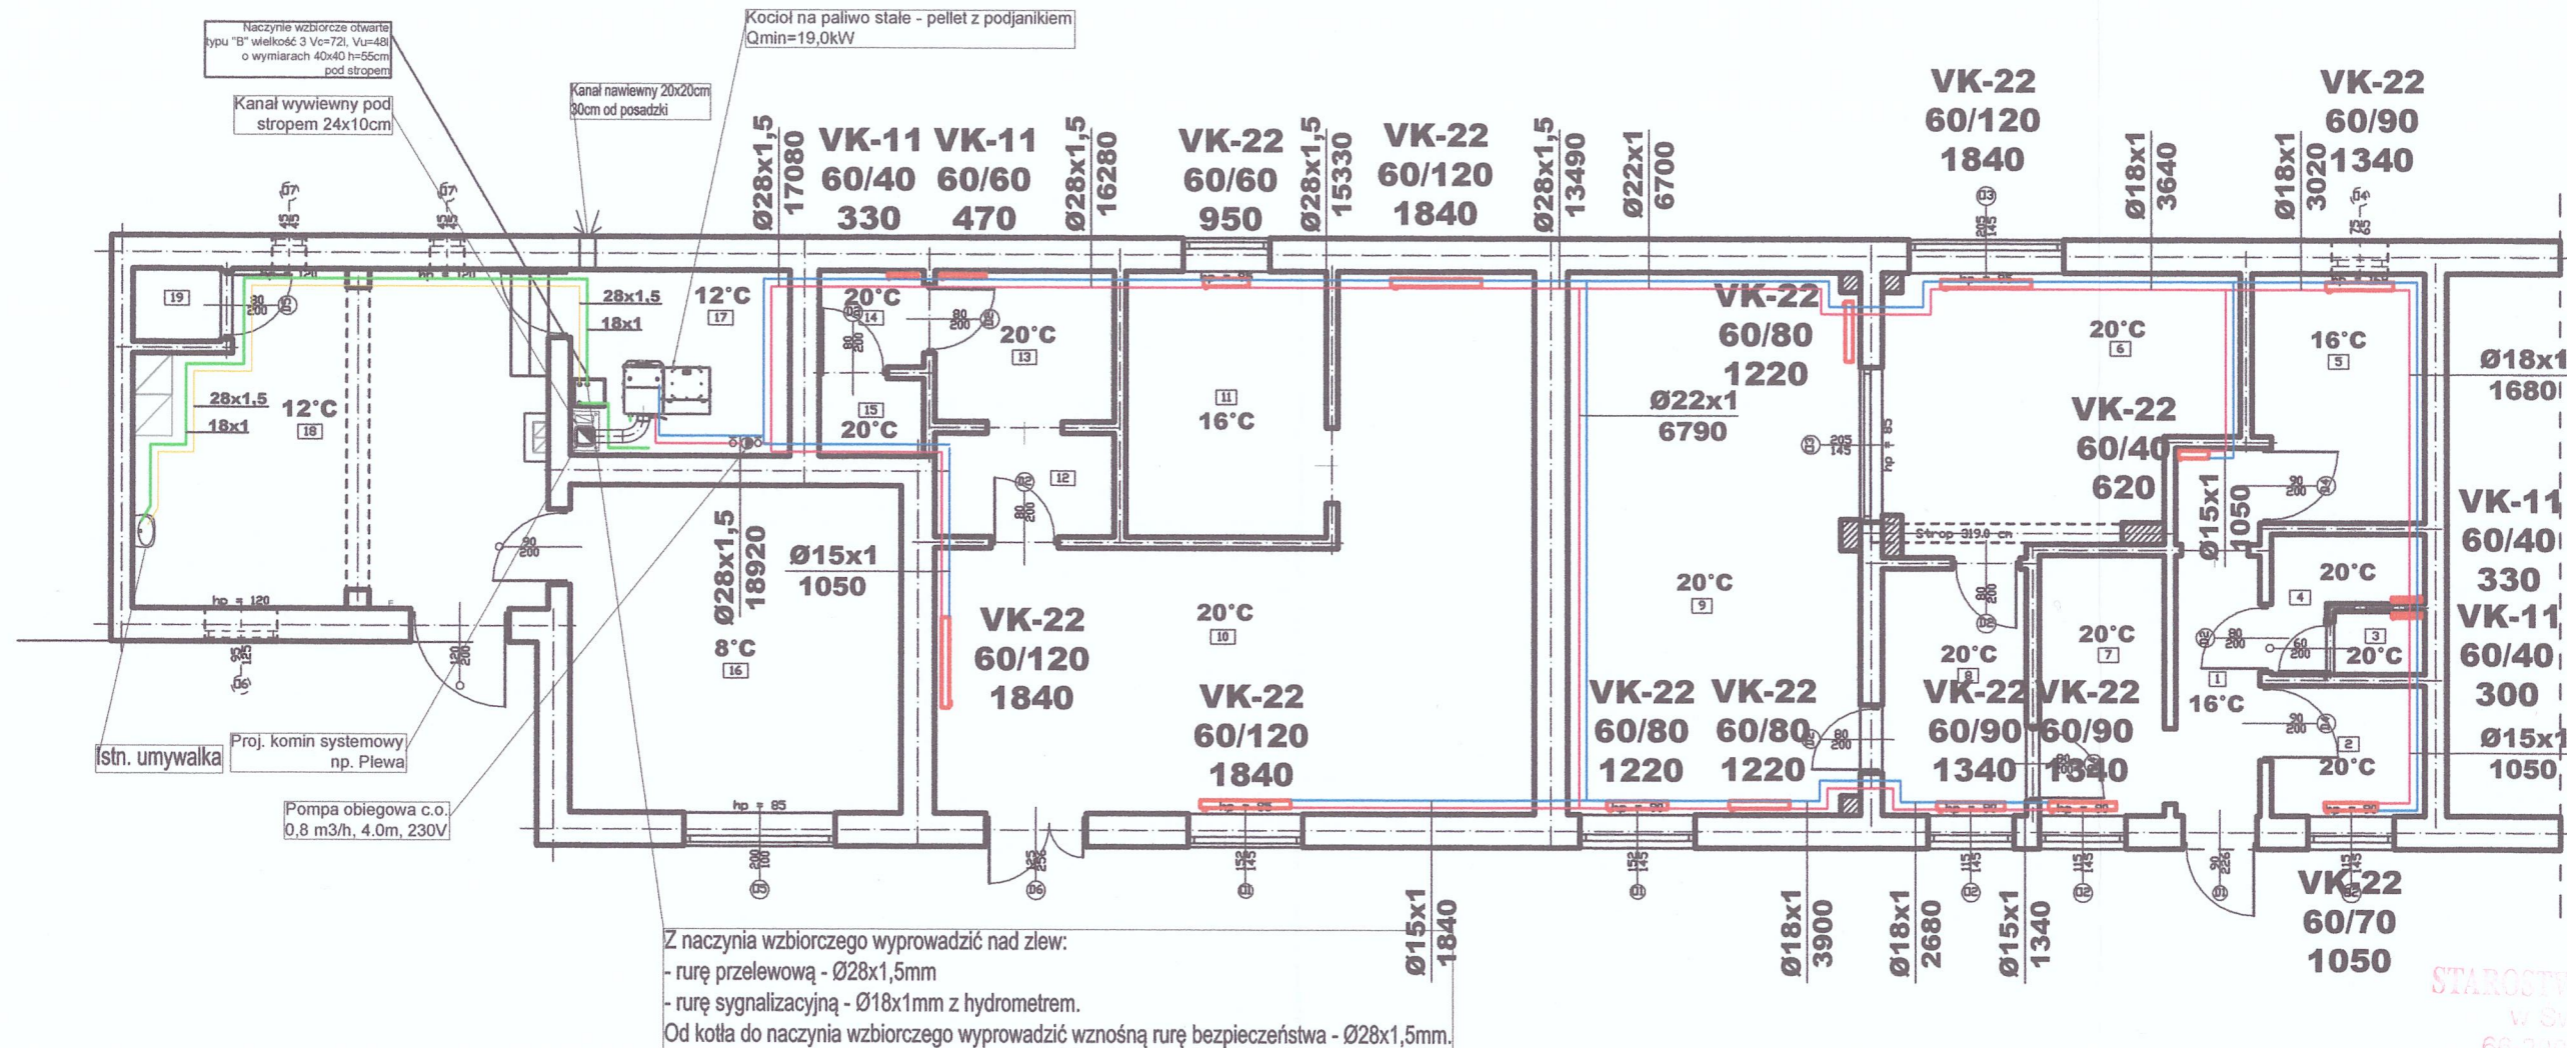 Naczynie wzbiorcze otwarte
typu "B" wielkość 3 Vc=72l, Vu=48l
o wymiarach 40x40 h=55cm
pod stropem
Kanał wywiewny pod
stropem 24x10cm
Kocioł na paliwo stałe - pellet z podjanikiem
Qmin=19,0kW
Kanał nawiewny 20x20cm
30cm od posadzki
Ø28x1,5
17080
VK-11
60/40
330
VK-11
60/60
470
Ø28x1,5
16280
VK-22
60/60
950
Ø28x1,5
15330
VK-22
60/120
1840
Ø28x1,5
13490
Ø22x1
6700
VK-22
60/120
1840
Ø18x1
3640
Ø18x1
3020
VK-22
60/90
1340
19
28x1,5
18x1
12°C
17
20°C
14
20°C
13
15
20°C
12
11
16°C
28x1,5
18x1
12°C
18
VK-22
60/80
1220
Ø22x1
6790
20°C
6
16°C
5
Ø18x1
1680
VK-22
60/40
620
Ø15x1
1050
hp = 85
Strop 319.0 cm
Ø28x1,5
18920
Ø15x1
1050
8°C
16
VK-22
60/120
1840
20°C
10
VK-22
60/120
1840
20°C
9
VK-22
60/80
1220
VK-22
60/80
1220
20°C
8
VK-22
60/90
1340
20°C
7
VK-22
60/90
1340
1
16°C
20°C
4
3
20°C
2
20°C
VK-11
60/40
330
VK-11
60/40
300
Ø15x1
1050
hp = 120
hp = 85
Istn. umywalka
Proj. komin systemowy
np. Plewa
Pompa obiegowa c.o.
0,8 m3/h, 4.0m, 230V
Ø15x1
1840
Ø18x1
3900
Ø18x1
2680
Ø15x1
1340
VK-22
60/70
1050
Z naczynia wzbiorczego wyprowadzić nad zlew:
- rurę przelewową - Ø28x1,5mm
- rurę sygnalizacyjną - Ø18x1mm z hydrometrem.
Od kotła do naczynia wzbiorczego wyprowadzić wznośną rurę bezpieczeństwa - Ø28x1,5mm.